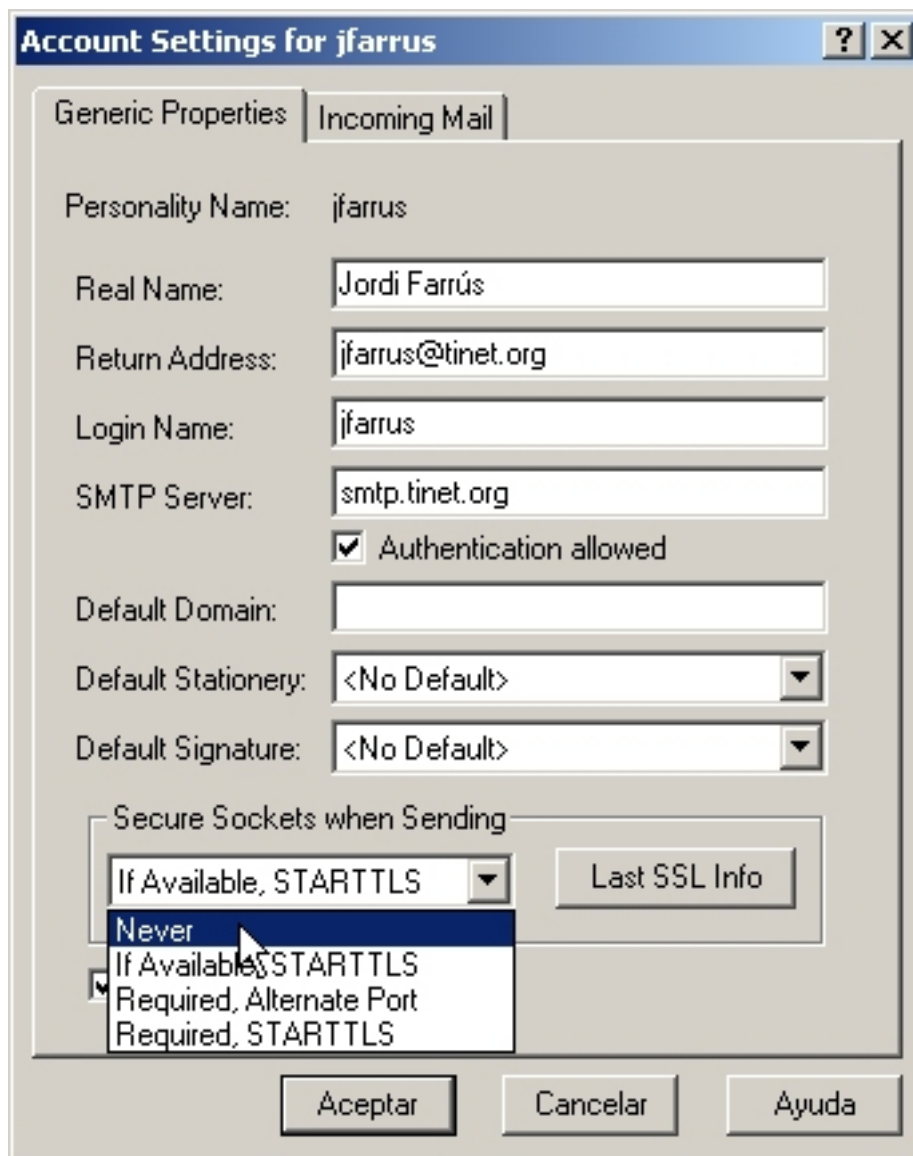 Account Settings for jfarrus
Generic Properties Incoming Mail
Personality Name: jfarrus
Real Name: Jordi Farrús
Return Address: jfarrus@tinet.org
Login Name: jfarrus
SMTP Server: smtp.tinet.org
Authentication allowed
Default Domain:
Default Stationery: <No Default>
Default Signature: <No Default>
Secure Sockets when Sending
If Available, STARTTLS Last SSL Info
Never
If Available, STARTTLS
Required, Alternate Port
Required, STARTTLS
Aceptar Cancelar Ayuda